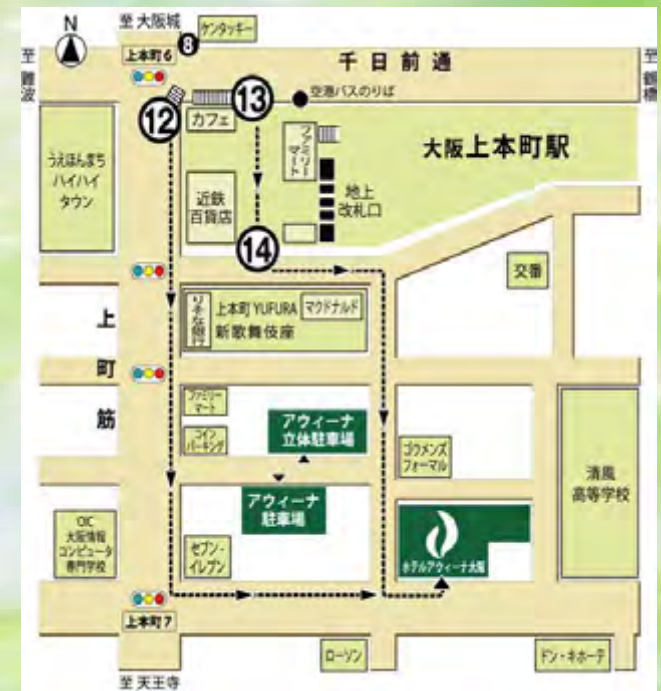 N
至 大阪城
ケンタッキー
8
上本町6
至 難波
千日前通
至 鶴橋
12
13
空港バスのりば
カフェ
ファミリーマート
大阪上本町駅
うえほんまち
ハイハイ
タウン
近鉄
百貨店
地上
改札口
14
交番
りそな銀行
上本町 YUFURA
新歌舞伎座
マクドナルド
上町筋
ファミリー
マート
コイン
パーキング
アウィーナ
立体駐車場
ゴウメンズ
フォーマル
清風
高等学校
アウィーナ
駐車場
OIC
大阪情報
コンピュータ
専門学校
セブン-
イレブン
ホテルアウィーナ大阪
上本町7
ローソン
ドン・キホーテ
至 天王寺